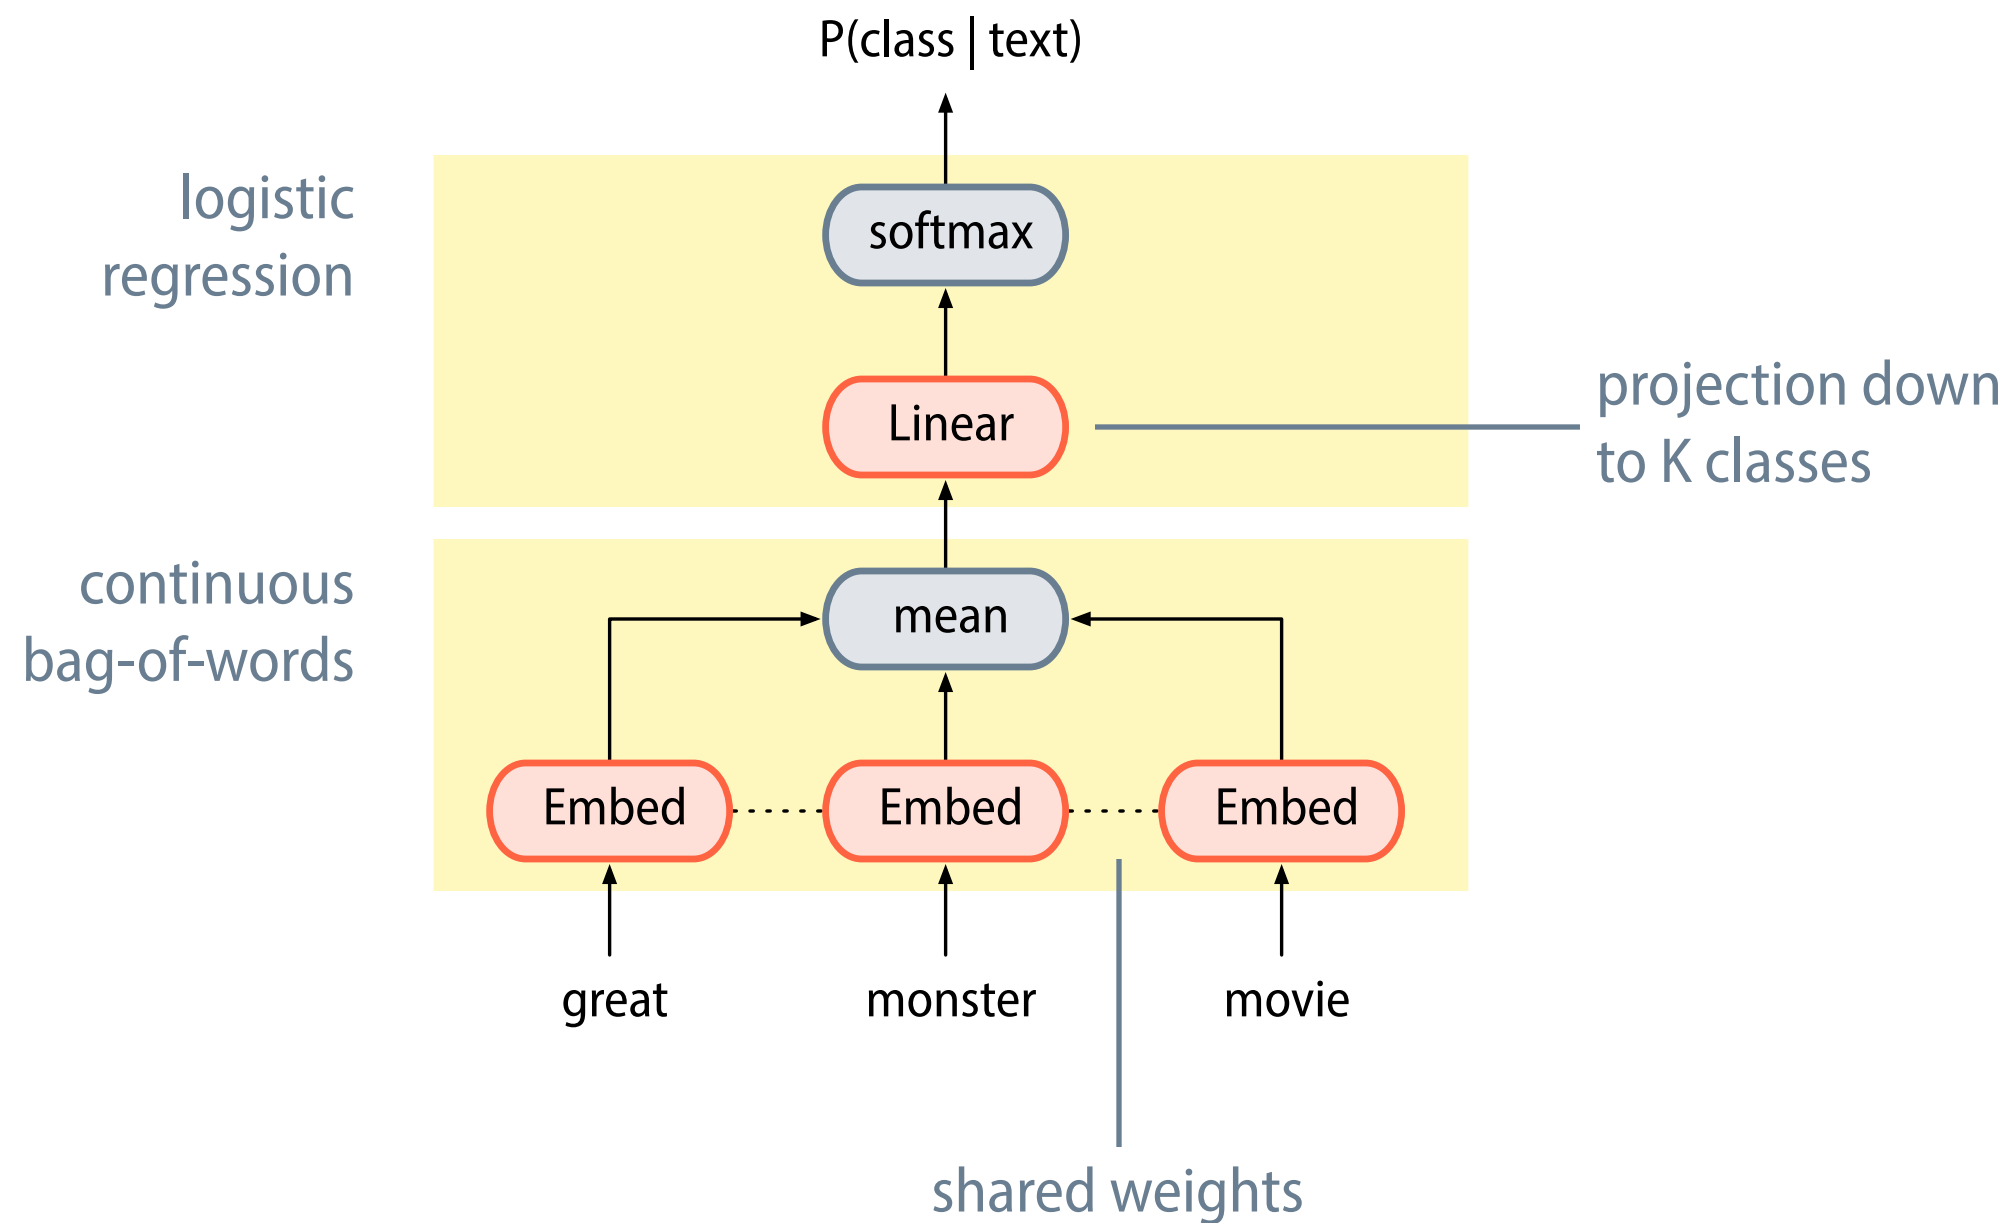 P(class | text)
logistic
regression
softmax
Linear
projection down
to K classes
continuous
bag-of-words
mean
Embed
Embed
Embed
great
monster
movie
shared weights